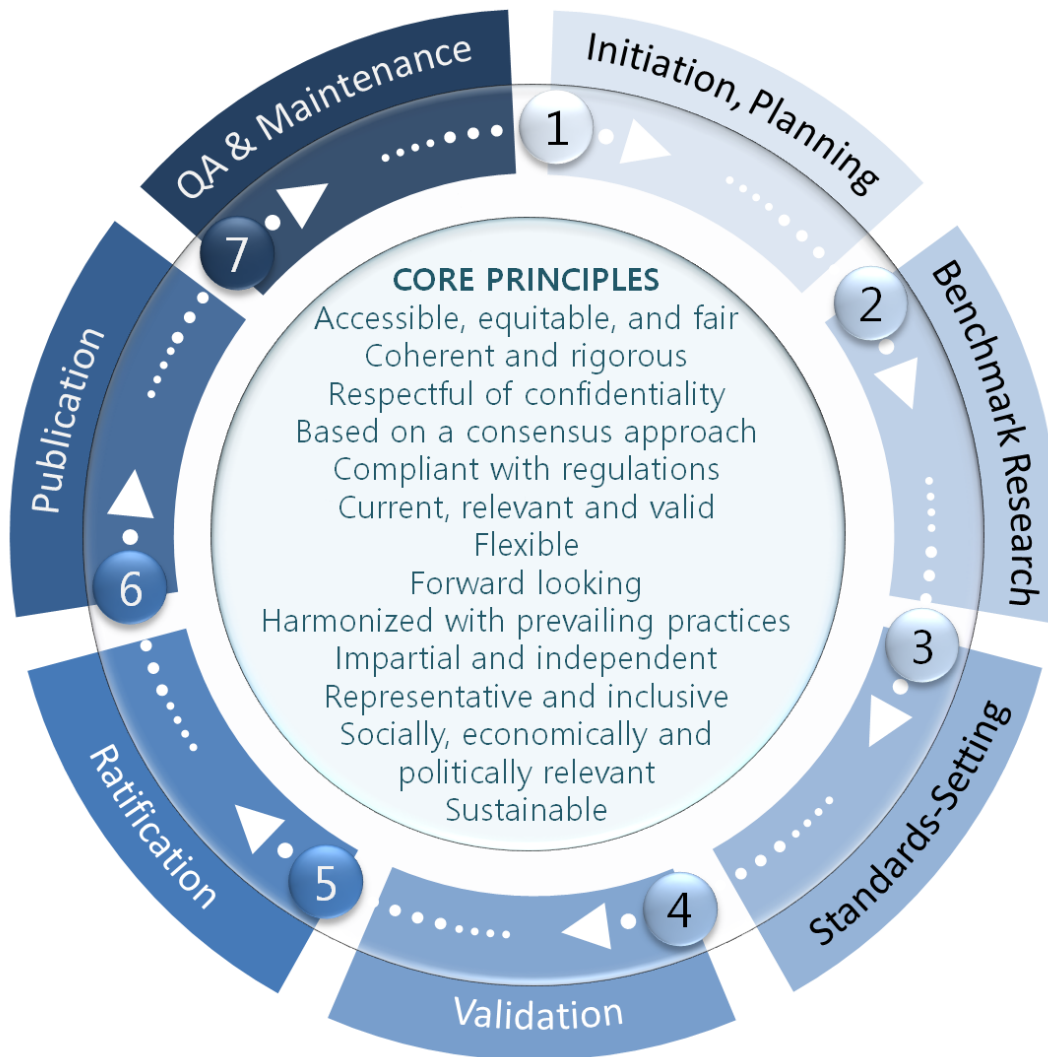 1
Initiation, Planning
2
Benchmark Research
3
Standards-Setting
4
Validation
5
Ratification
6
Publication
7
QA & Maintenance
CORE PRINCIPLES
Accessible, equitable, and fair
Coherent and rigorous
Respectful of confidentiality
Based on a consensus approach
Compliant with regulations
Current, relevant and valid
Flexible
Forward looking
Harmonized with prevailing practices
Impartial and independent
Representative and inclusive
Socially, economically and
politically relevant
Sustainable